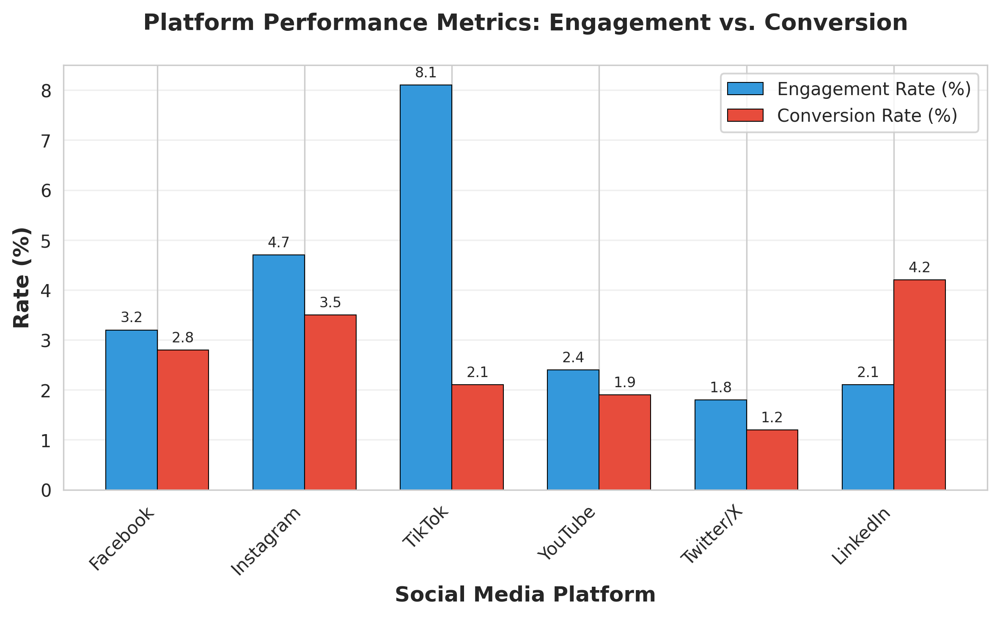 Platform Performance Metrics: Engagement vs. Conversion
Engagement Rate (%)
Conversion Rate (%)
Rate (%)
8
7
6
5
4
3
2
1
0
3.2
2.8
4.7
3.5
8.1
2.1
2.4
1.9
1.8
1.2
2.1
4.2
Facebook
Instagram
TikTok
YouTube
Twitter/X
LinkedIn
Social Media Platform